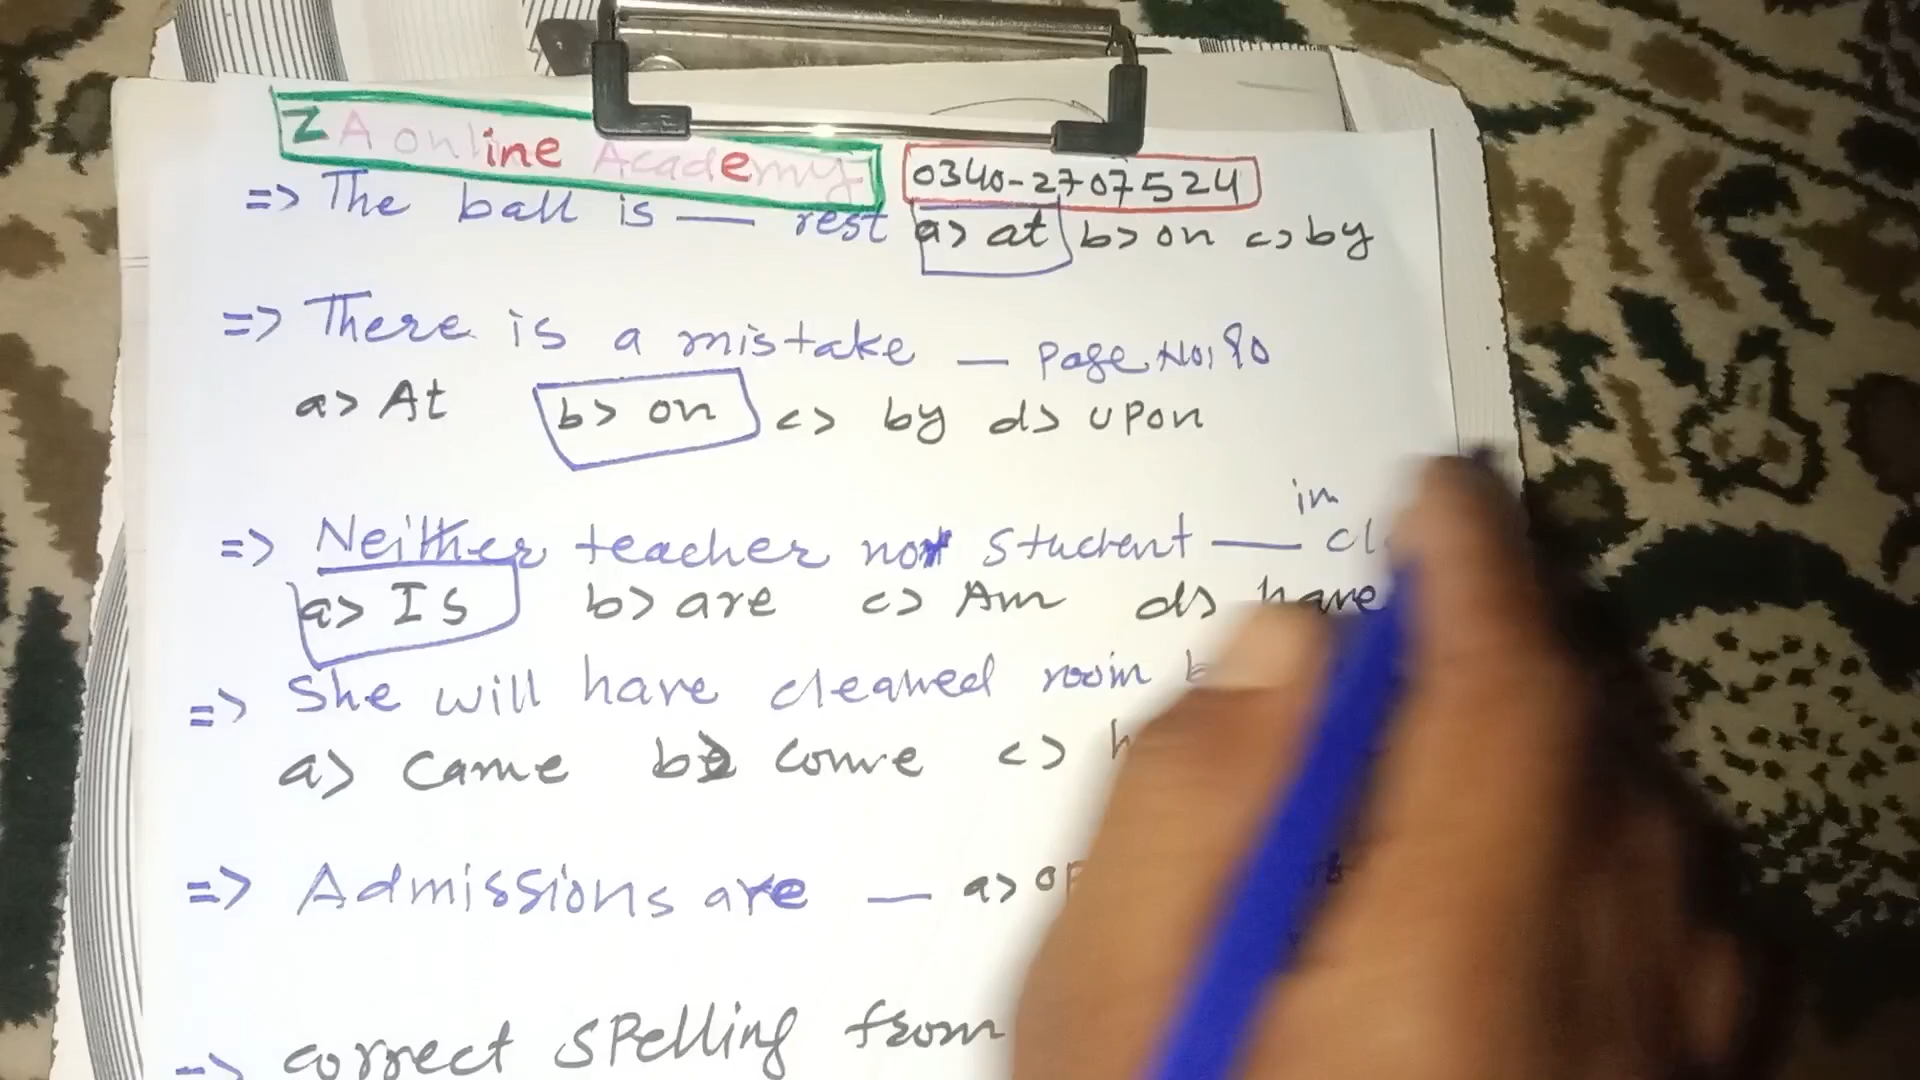 ZA online Academy 0340-2707524
=> The ball is — rest a> at b> on c> by
=> There is a mistake — Page No, 90
a> At b> on c> by d> upon
in
=> Neither teacher not student —
a> Is b> are c> Am d> have
=> She will have cleaned room
a> came b> come c>
=> Admissions are — a>
=> correct spelling from